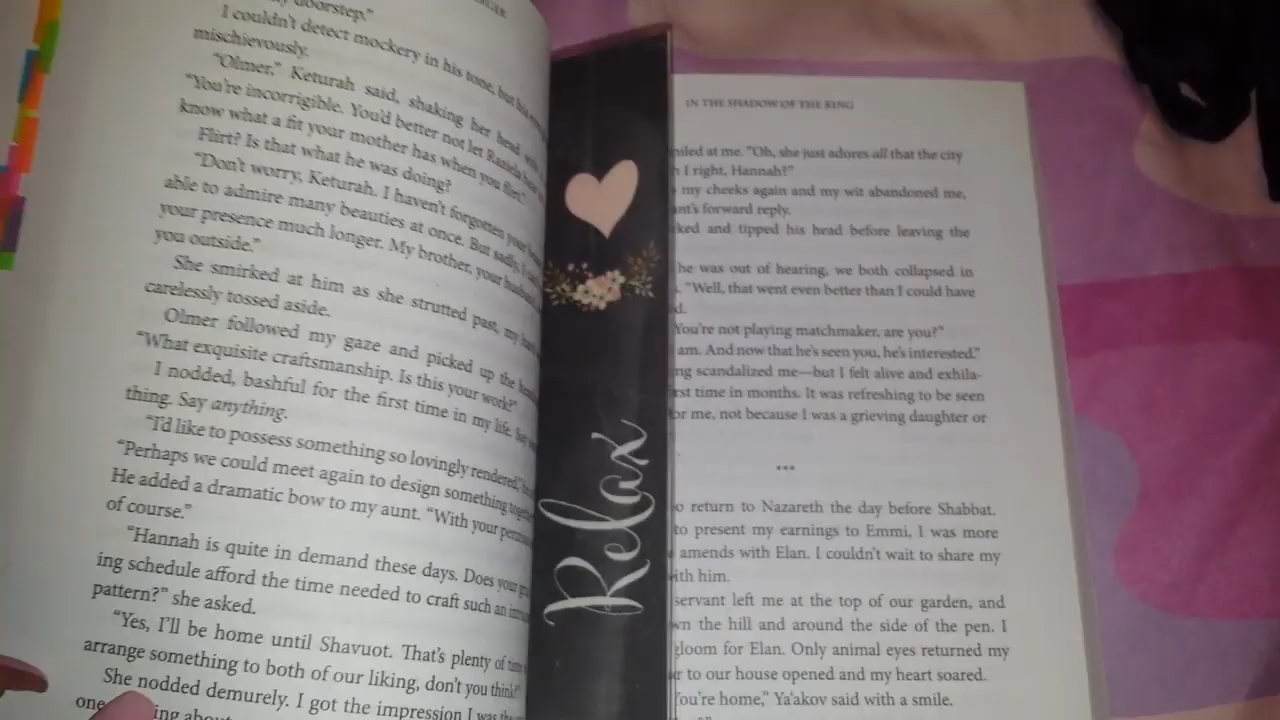 doorstep."
I couldn't detect mockery in his tone, but his
mischievously.
"Olmer," Keturah said, shaking her head
"You're incorrigible. You'd better not let
know what a fit your mother has when you flirt."
Flirt? Is that what he was doing?
"Don't worry, Keturah. I haven't forgotten your
able to admire many beauties at once. But sadly, I
your presence much longer. My brother, your
you outside."
She smirked at him as she strutted past, my
carelessly tossed aside.
Olmer followed my gaze and picked up the
"What exquisite craftsmanship. Is this your work?"
I nodded, bashful for the first time in my life. Say
thing. Say anything.
"I'd like to possess something so lovingly rendered,"
"Perhaps we could meet again to design something
He added a dramatic bow to my aunt. "With your
of course."
"Hannah is quite in demand these days. Does your
ing schedule afford the time needed to craft such an
pattern?" she asked.
"Yes, I'll be home until Shavuot. That's plenty of
arrange something to both of our liking, don't you think?"
She nodded demurely. I got the impression I was
one
Relax
IN THE SHADOW OF THE KING
at me. "Oh, she just adores all that the city
I right, Hannah?"
my cheeks again and my wit abandoned me,
forward reply.
and tipped his head before leaving the
he was out of hearing, we both collapsed in
"Well, that went even better than I could have
You're not playing matchmaker, are you?"
am. And now that he's seen you, he's interested."
scandalized me—but I felt alive and exhila-
time in months. It was refreshing to be seen
for me, not because I was a grieving daughter or
***
return to Nazareth the day before Shabbat.
to present my earnings to Emmi, I was more
amends with Elan. I couldn't wait to share my
with him.
servant left me at the top of our garden, and
the hill and around the side of the pen. I
gloom for Elan. Only animal eyes returned my
to our house opened and my heart soared.
You're home," Ya'akov said with a smile.